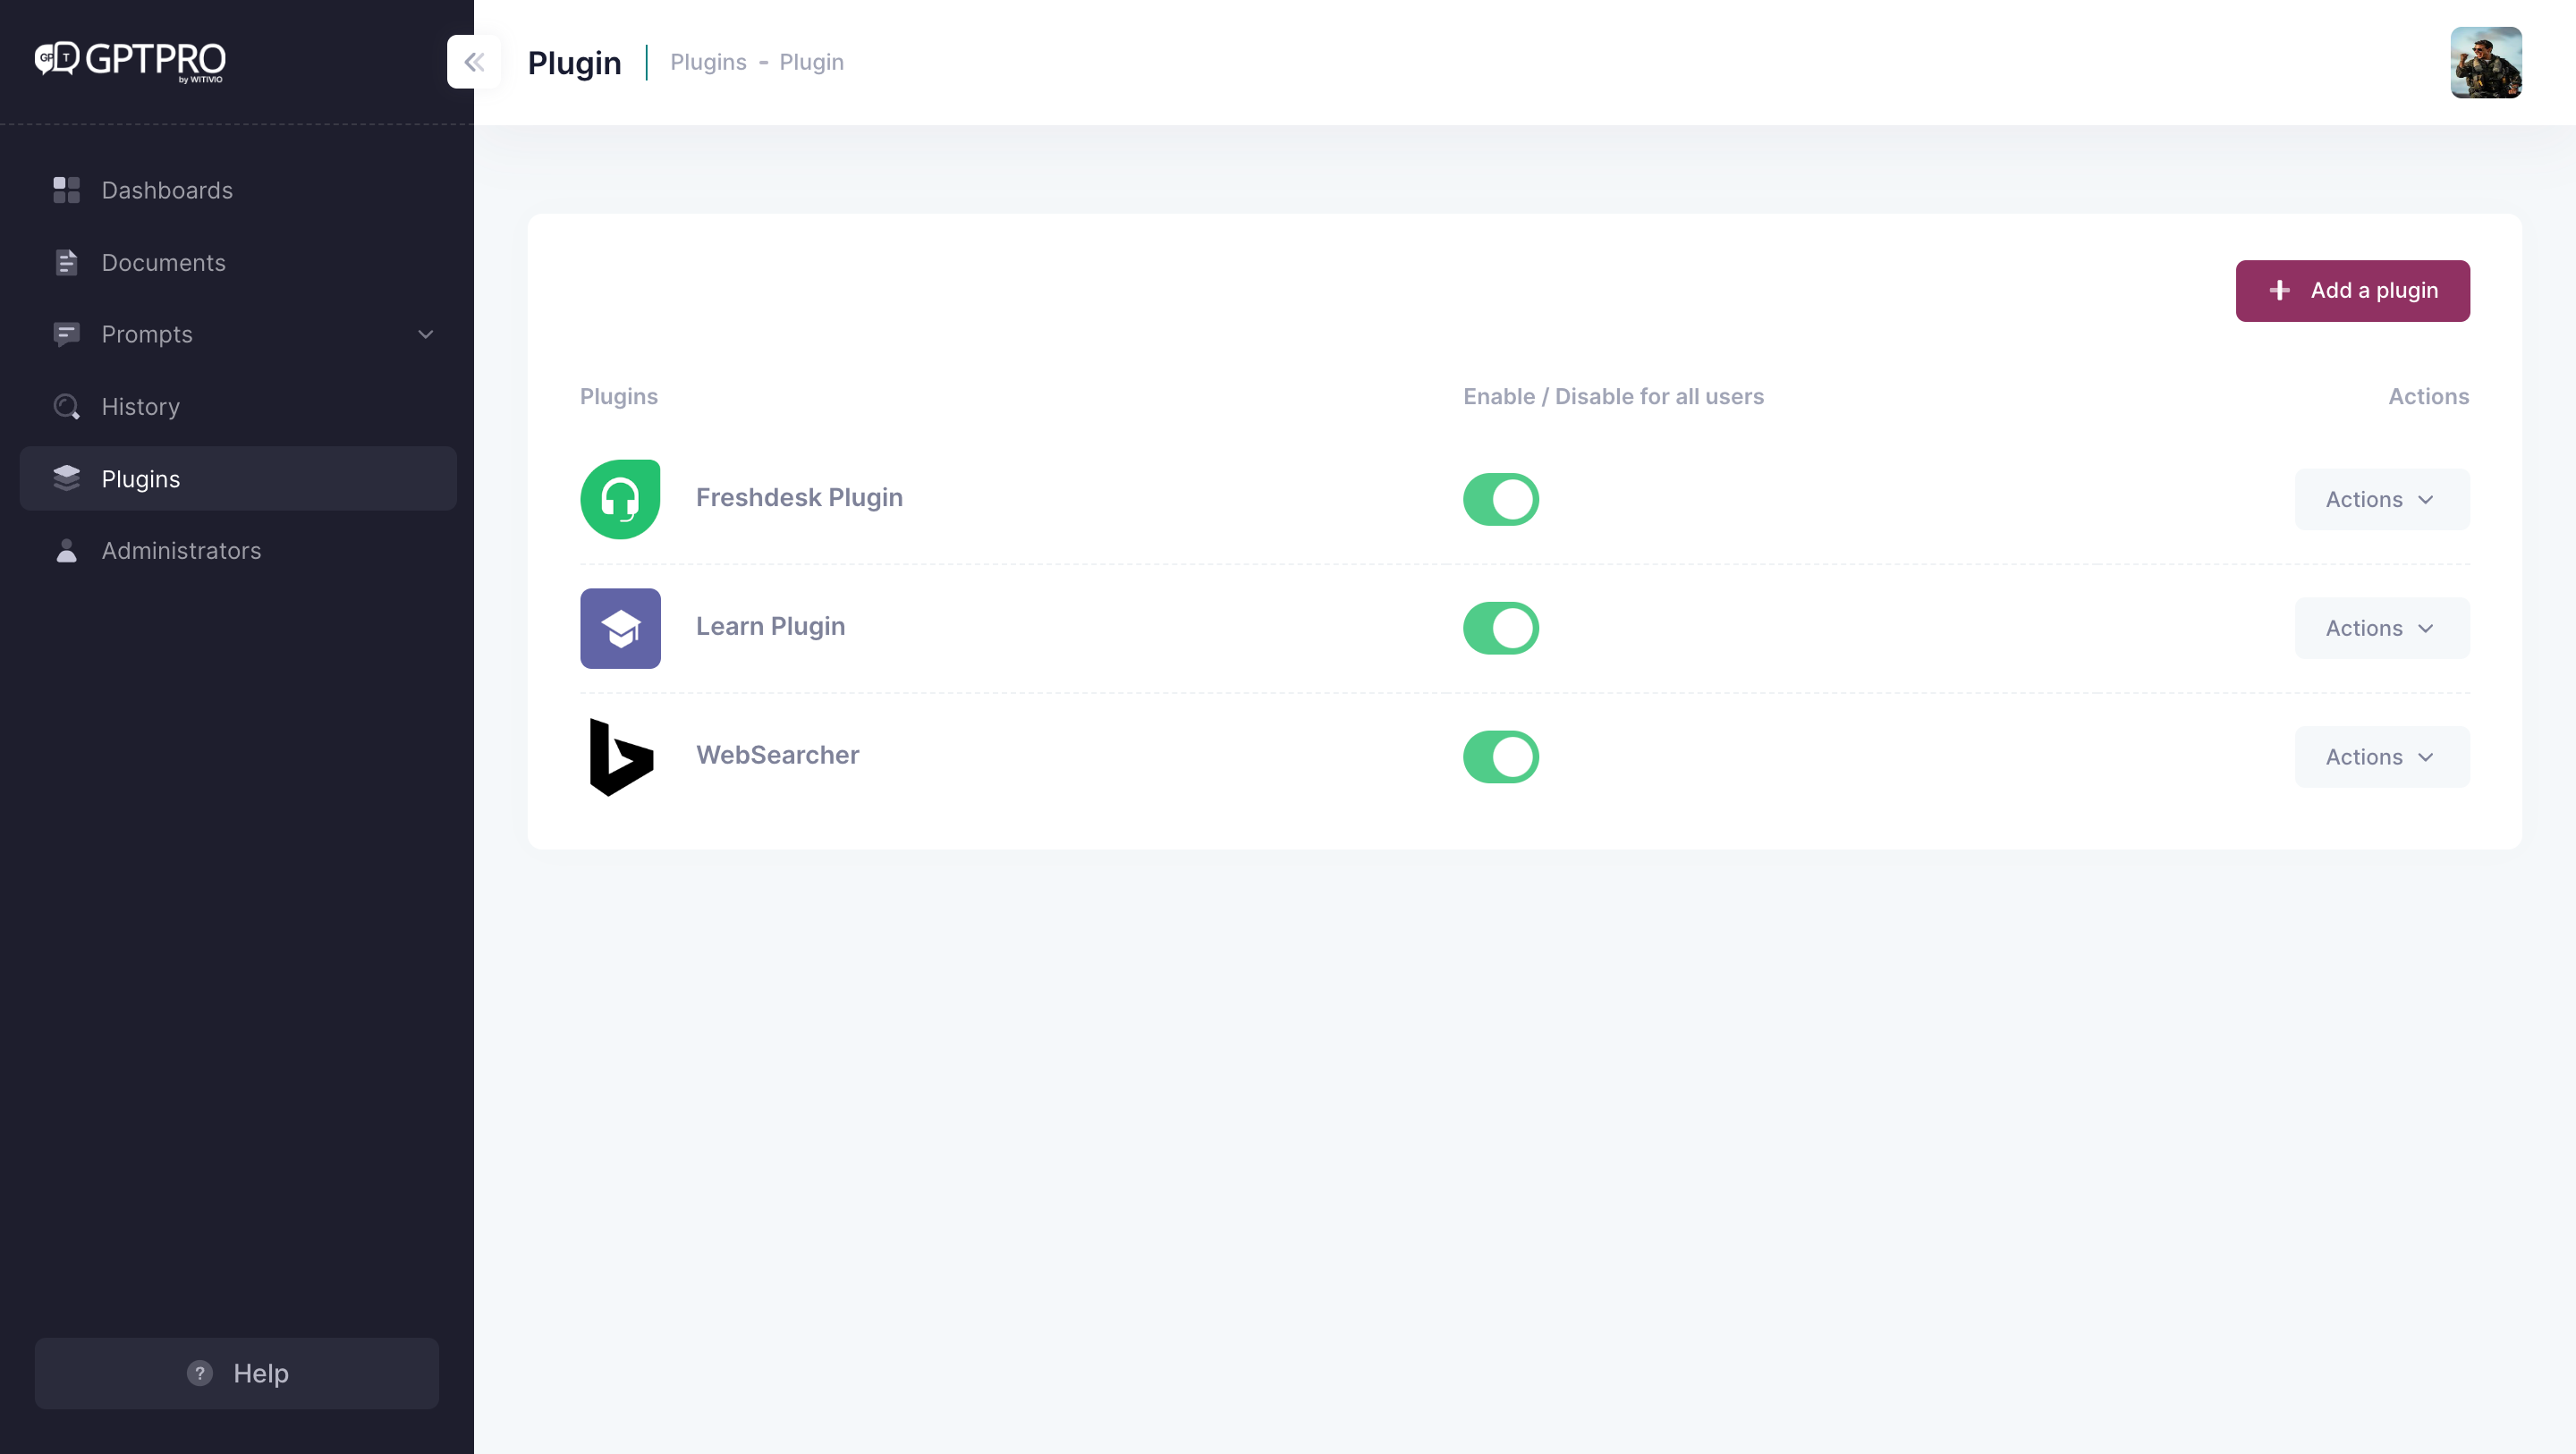 GPT GPTPRO
by WITIVIO
Plugin
Plugins - Plugin
Dashboards
Documents
Prompts
History
Plugins
Administrators
Add a plugin
Plugins Enable / Disable for all users Actions
Freshdesk Plugin Actions
Learn Plugin Actions
WebSearcher Actions
? Help